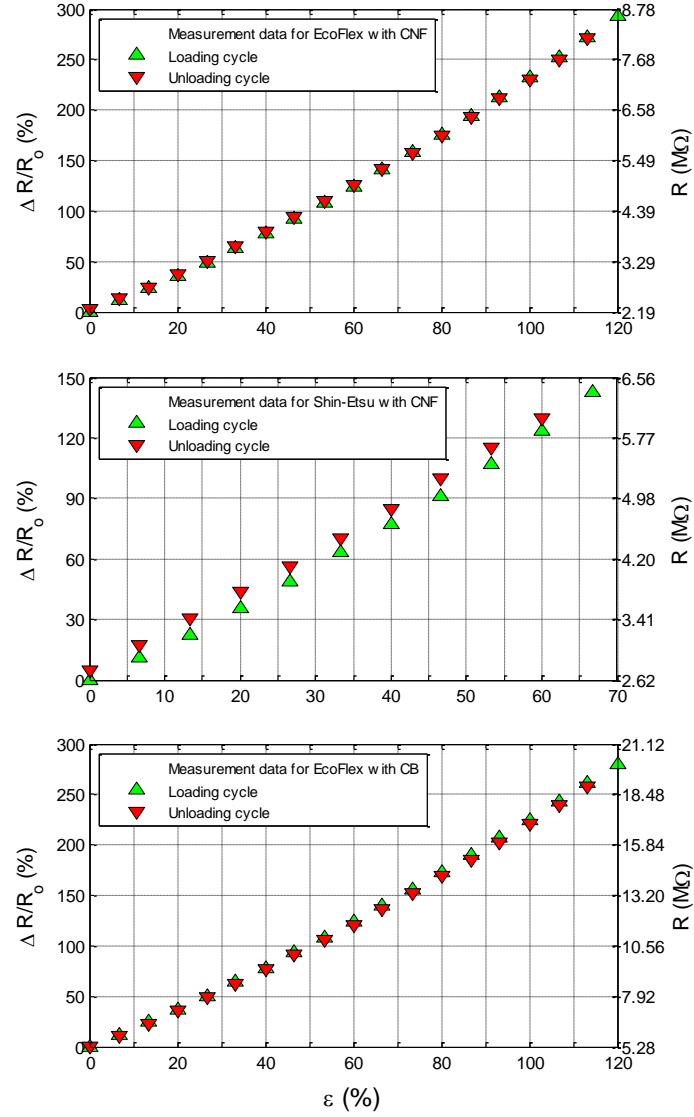 Measurement data for EcoFlex with CNF
Loading cycle
Unloading cycle
Δ R/Ro (%)
300
250
200
150
100
50
0
0 20 40 60 80 100 120
8.78
7.68
6.58
5.49
4.39
3.29
2.19
R (MΩ)
Measurement data for Shin-Etsu with CNF
Loading cycle
Unloading cycle
Δ R/Ro (%)
150
120
90
60
30
0
0 10 20 30 40 50 60 70
6.56
5.77
4.98
4.20
3.41
2.62
R (MΩ)
Measurement data for EcoFlex with CB
Loading cycle
Unloading cycle
Δ R/Ro (%)
300
250
200
150
100
50
0
0 20 40 60 80 100 120
21.12
18.48
15.84
13.20
10.56
7.92
5.28
R (MΩ)
ε (%)